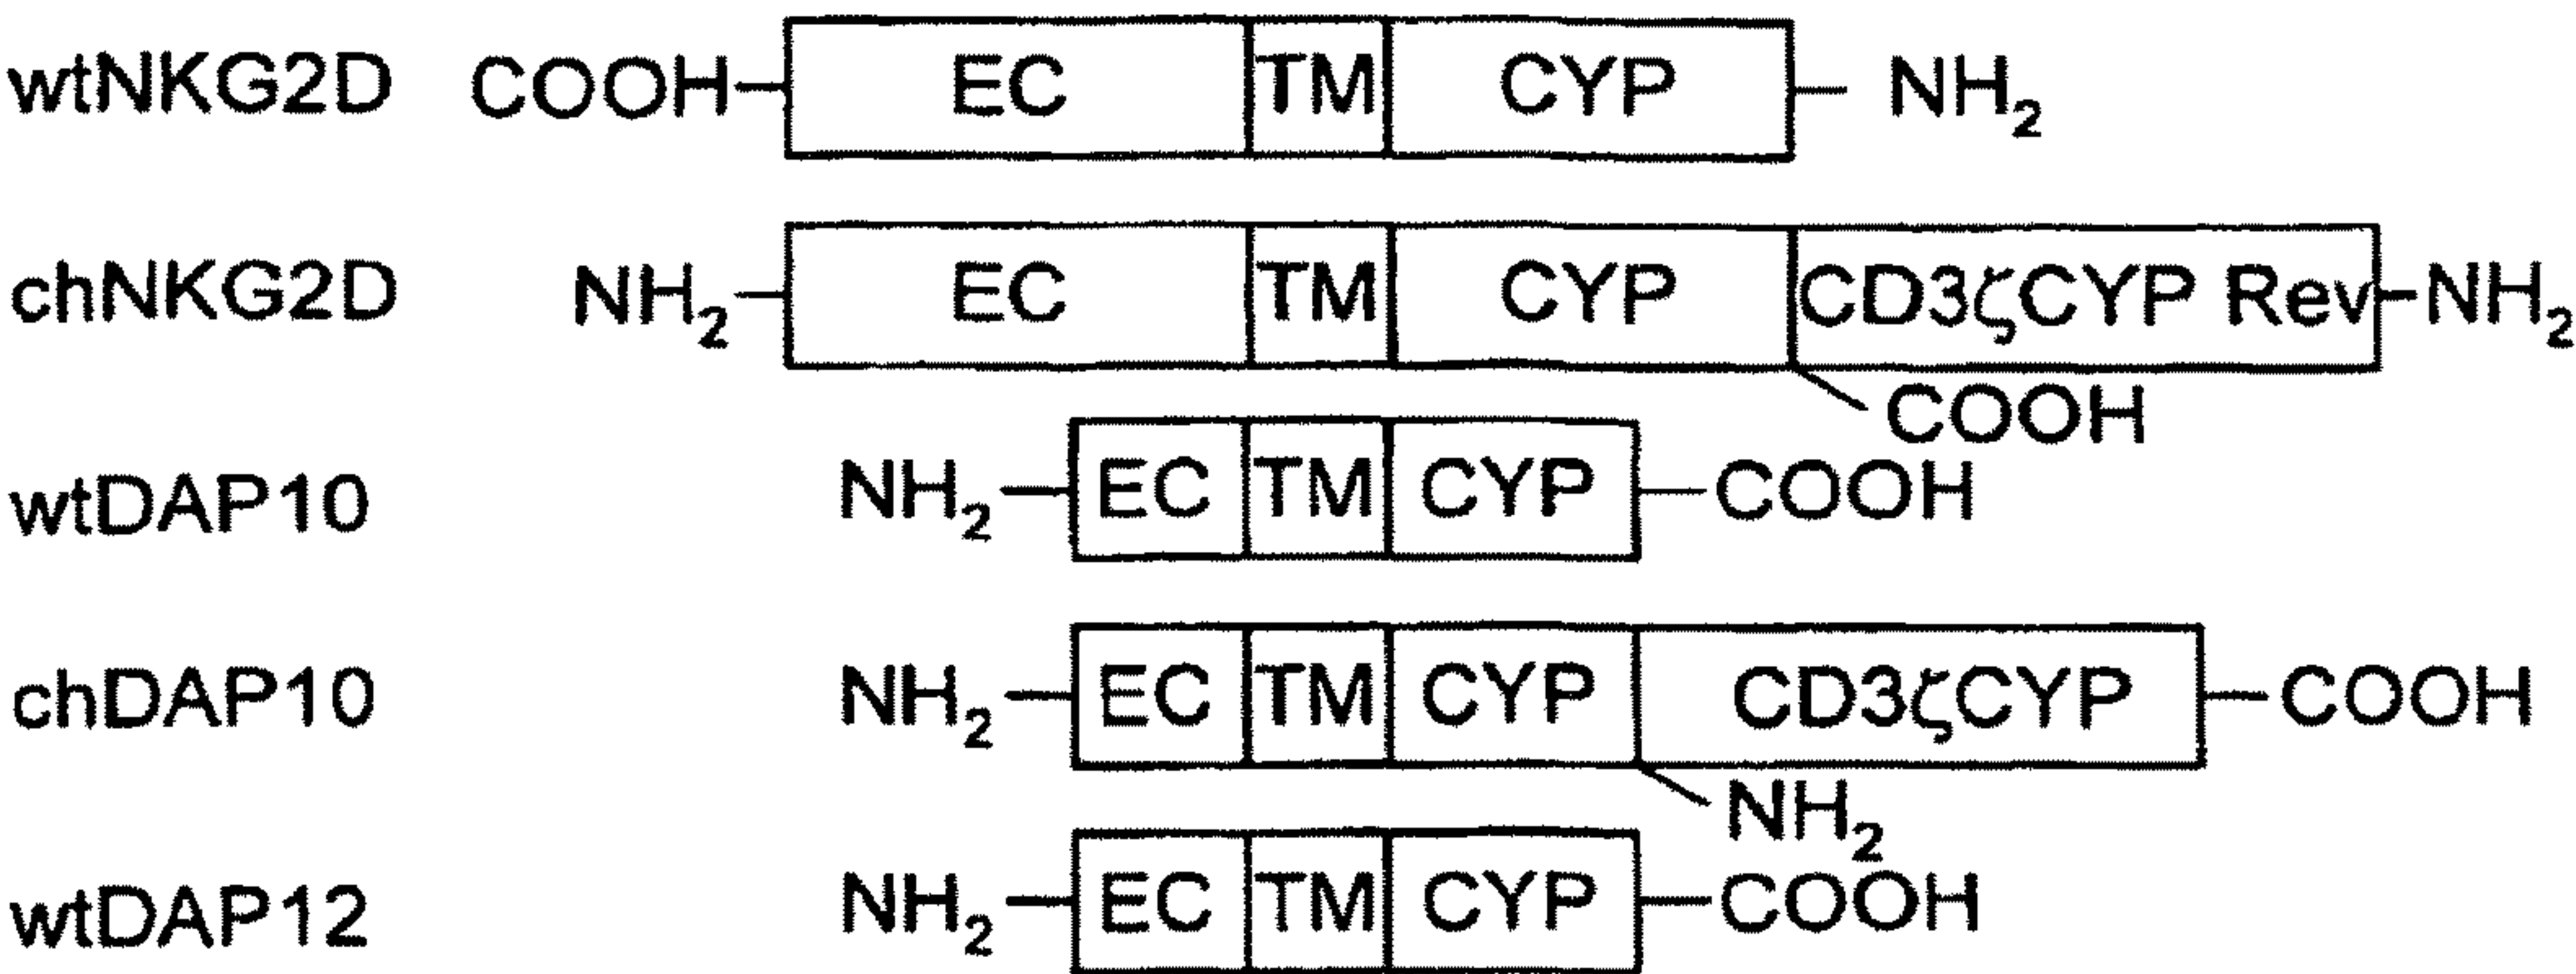 wtNKG2D COOH EC TM CYP NH₂
chNKG2D NH₂ EC TM CYP CD3ζCYP Rev NH₂
COOH
wtDAP10 NH₂ EC TM CYP COOH
chDAP10 NH₂ EC TM CYP CD3ζCYP COOH
NH₂
wtDAP12 NH₂ EC TM CYP COOH